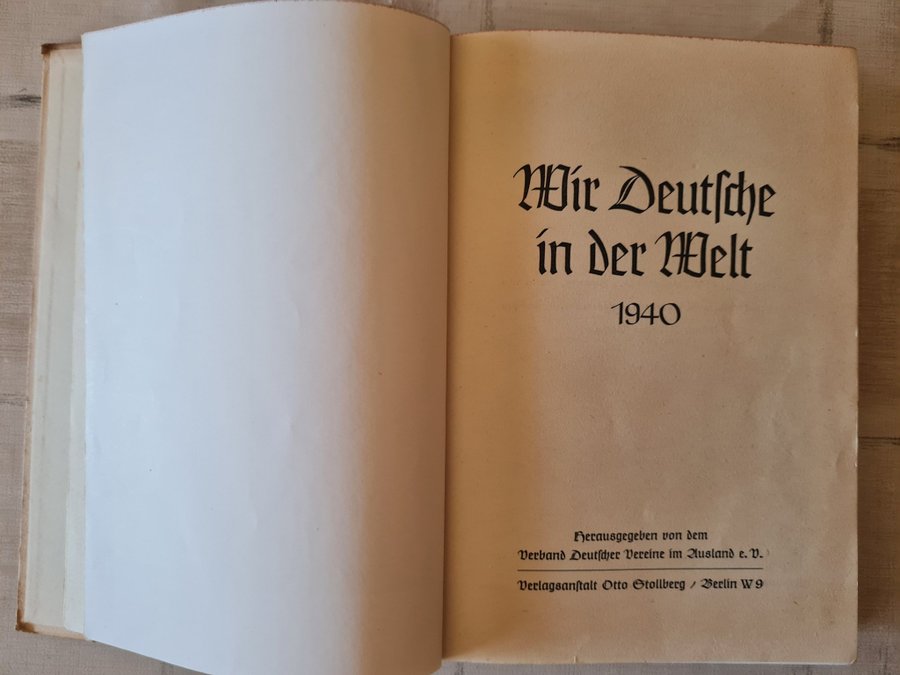 Wir Deutſche
in der Welt
1940
Herausgegeben von dem
Verband Deutſcher Vereine im Ausland e. V.
Verlagsanſtalt Otto Stollberg / Berlin W 9